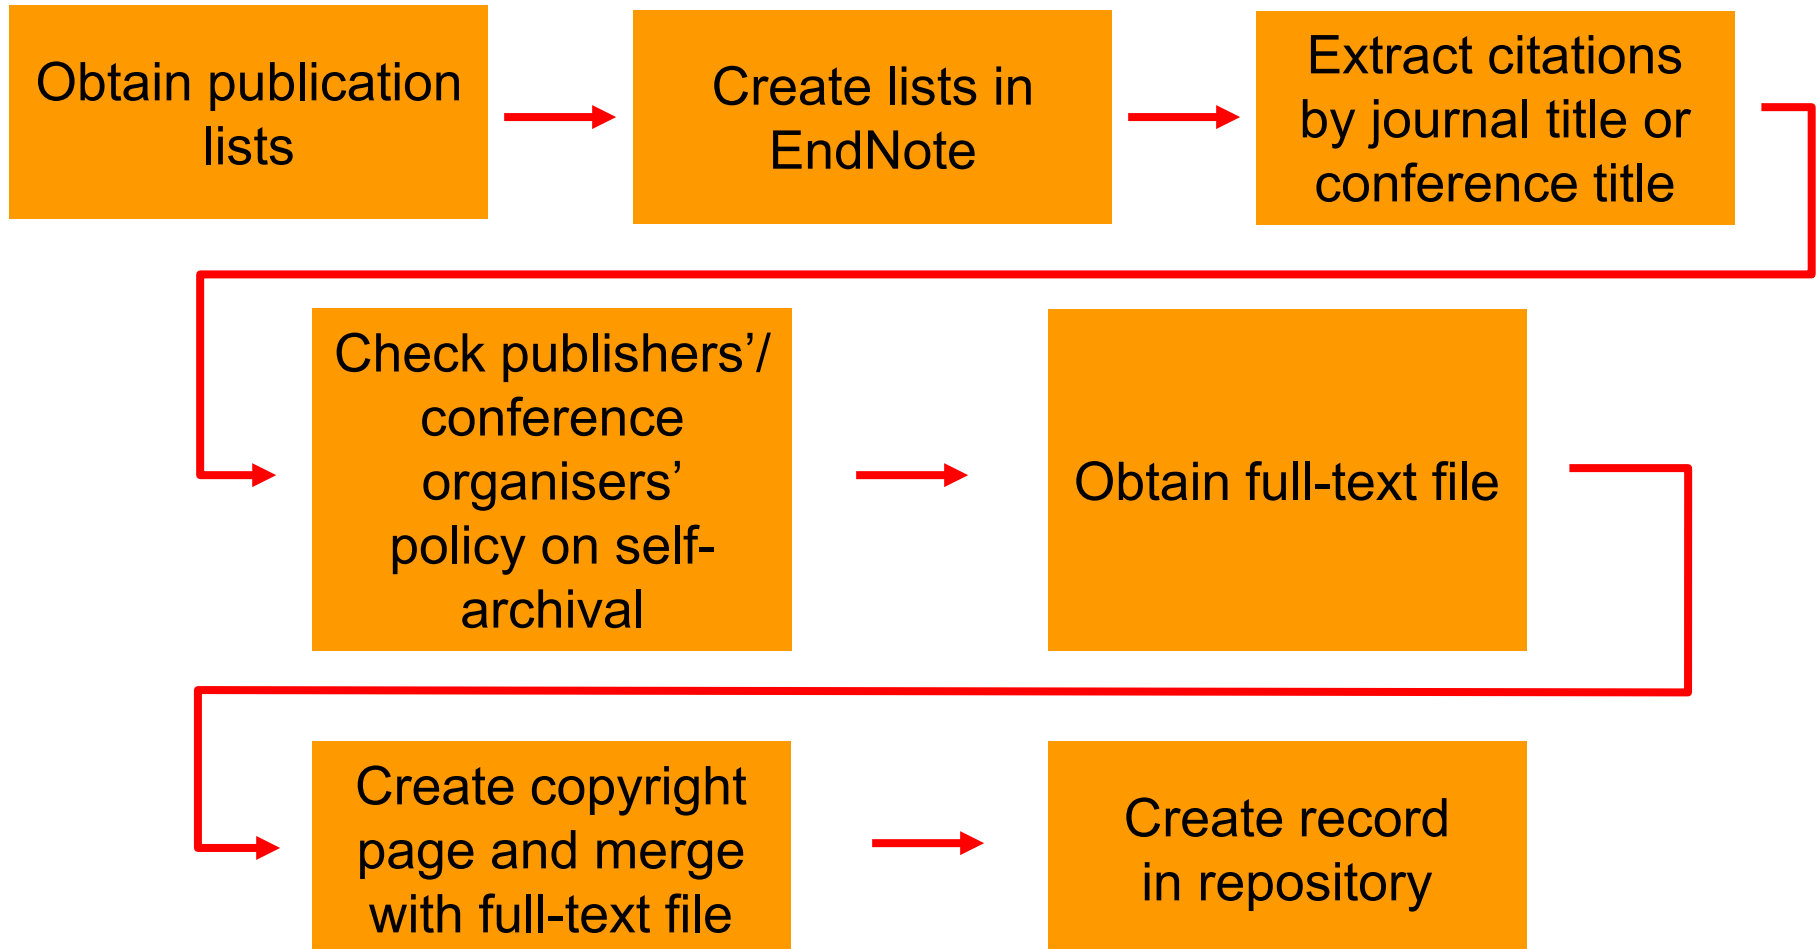 Obtain publication
lists
Create lists in
EndNote
Extract citations
by journal title or
conference title
Check publishers’/
conference
organisers’
policy on self-
archival
Obtain full-text file
Create copyright
page and merge
with full-text file
Create record
in repository